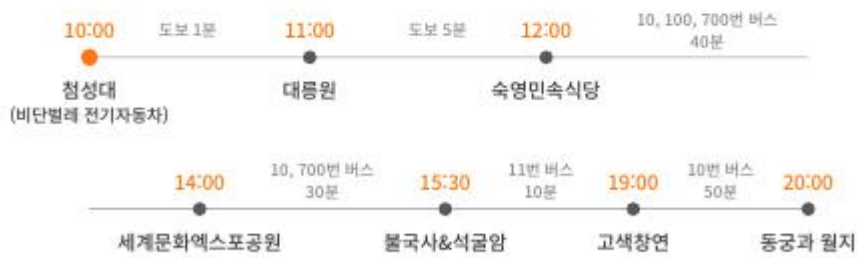 10:00 도보 1분 11:00 도보 5분 12:00 10, 100, 700번 버스
40분
첨성대 대릉원 숙영민속식당
(비단벌레 전기자동차)
14:00 10, 700번 버스 15:30 11번 버스 19:00 10번 버스 20:00
30분 10분 50분
세계문화엑스포공원 불국사&석굴암 고색창연 동궁과 월지